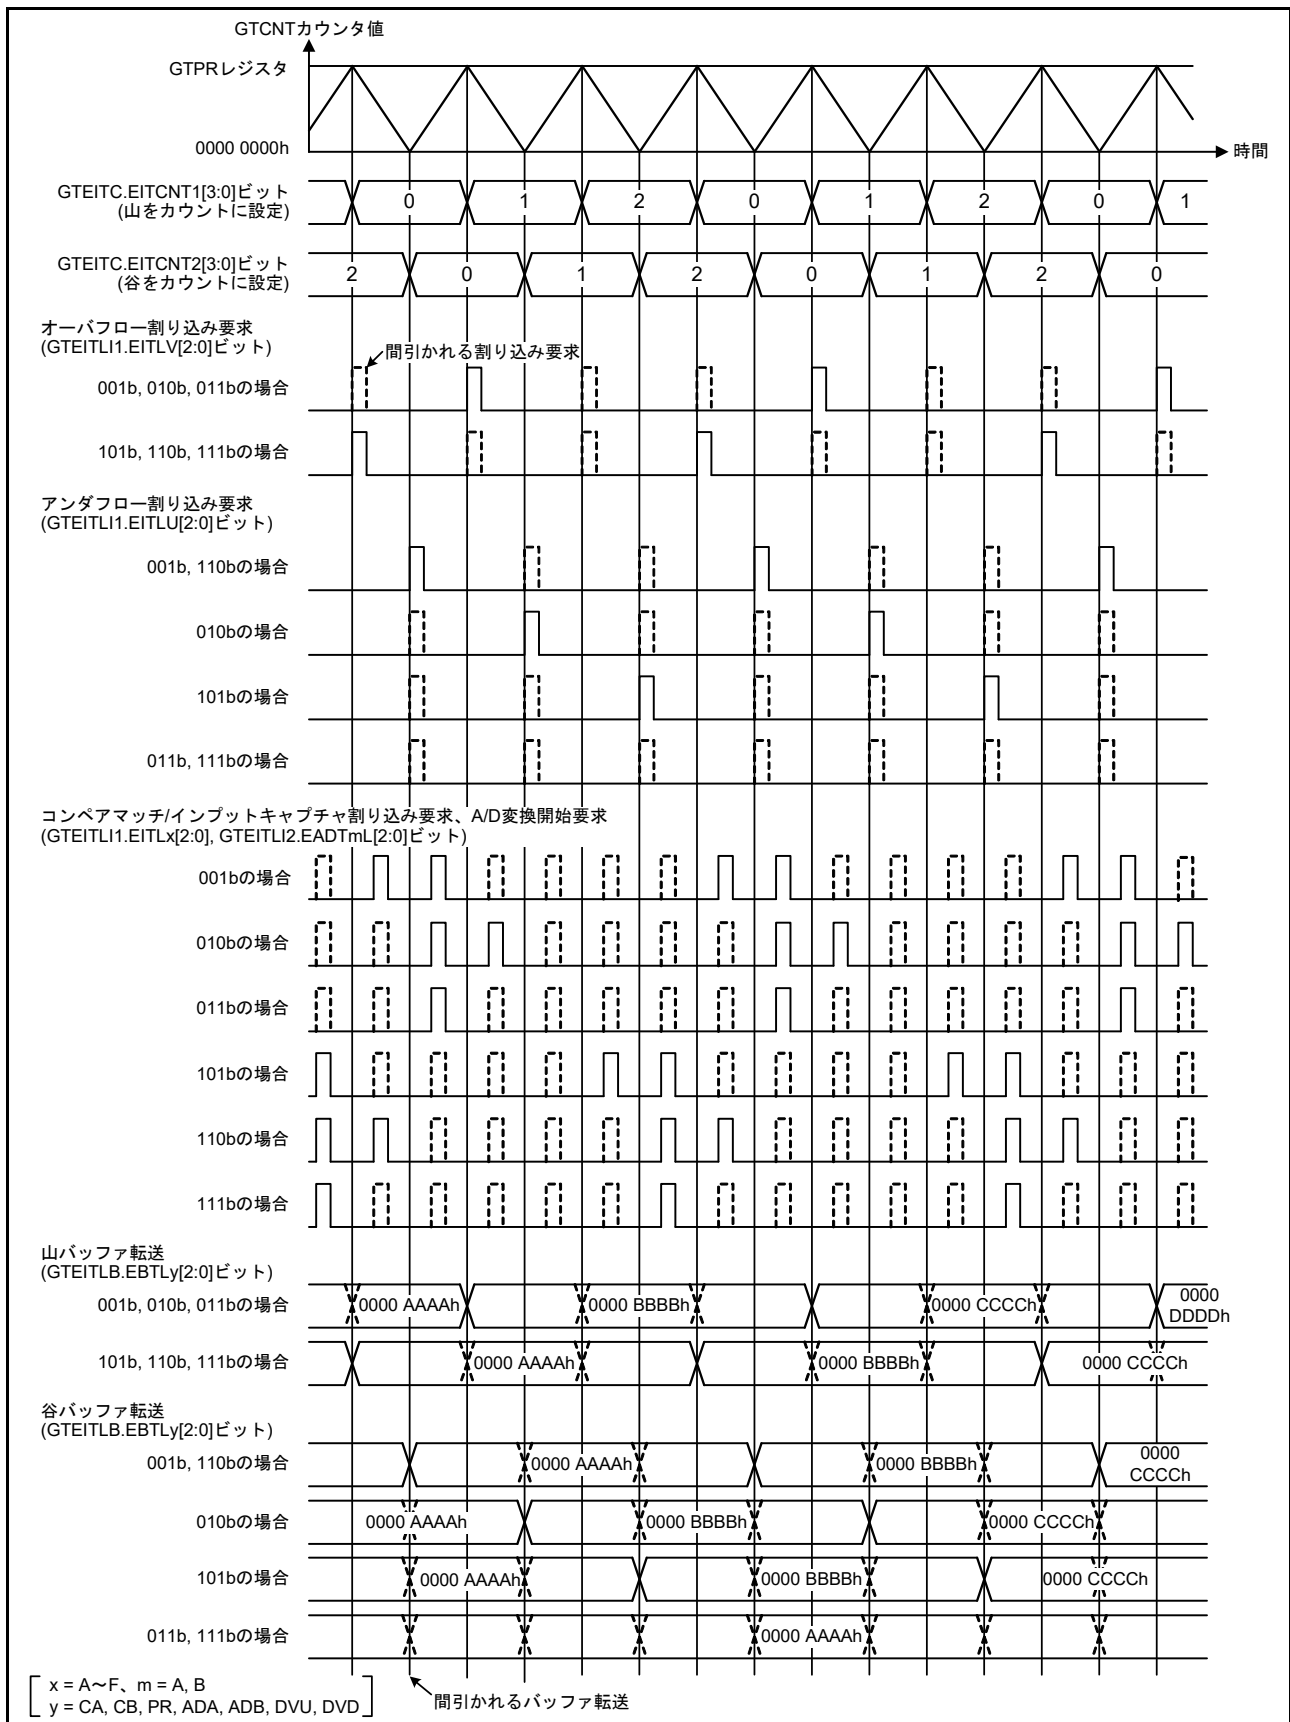 GTCNTカウンタ値
GTPRレジスタ
0000 0000h
時間
GTEITC.EITCNT1[3:0]ビット
(山をカウントに設定)
0 1 2 0 1 2 0 1
GTEITC.EITCNT2[3:0]ビット
(谷をカウントに設定)
2 0 1 2 0 1 2 0
オーバフロー割り込み要求
(GTEITLI1.EITLV[2:0]ビット)
間引かれる割り込み要求
001b, 010b, 011bの場合
101b, 110b, 111bの場合
アンダフロー割り込み要求
(GTEITLI1.EITLU[2:0]ビット)
001b, 110bの場合
010bの場合
101bの場合
011b, 111bの場合
コンペアマッチ/インプットキャプチャ割り込み要求、A/D変換開始要求
(GTEITLI1.EITLx[2:0], GTEITLI2.EADTmL[2:0]ビット)
001bの場合
010bの場合
011bの場合
101bの場合
110bの場合
111bの場合
山バッファ転送
(GTEITLB.EBTLy[2:0]ビット)
001b, 010b, 011bの場合
0000 AAAAh 0000 BBBBh 0000 CCCCh 0000
DDDDh
101b, 110b, 111bの場合
0000 AAAAh 0000 BBBBh 0000 CCCCh
谷バッファ転送
(GTEITLB.EBTLy[2:0]ビット)
001b, 110bの場合
0000 AAAAh 0000 BBBBh 0000
CCCCh
010bの場合
0000 AAAAh 0000 BBBBh 0000 CCCCh
101bの場合
0000 AAAAh 0000 BBBBh 0000 CCCCh
011b, 111bの場合
0000 AAAAh
間引かれるバッファ転送
x = A～F、m = A, B
y = CA, CB, PR, ADA, ADB, DVU, DVD